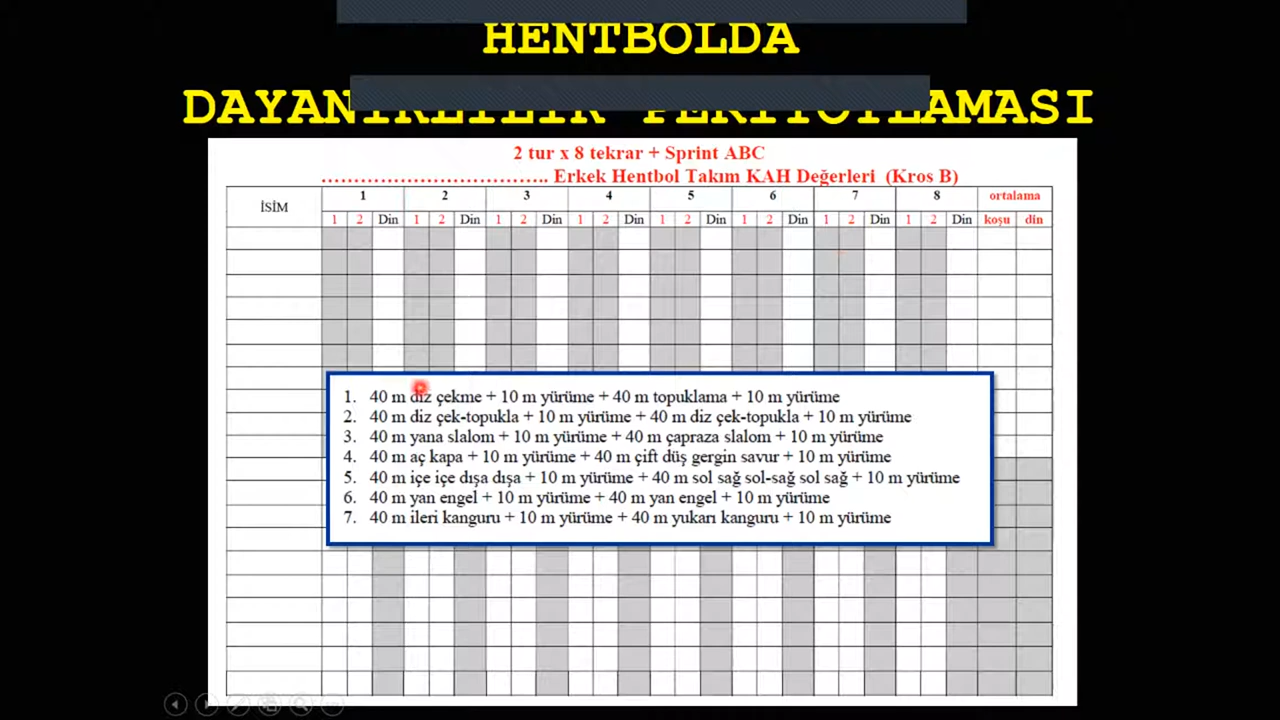 HENTBOLDA
2 tur x 8 tekrar + Sprint ABC
…………………………….. Erkek Hentbol Takım KAH Değerleri (Kros B)
İSİM 1 2 3 4 5 6 7 8 ortalama
1 2 Din 1 2 Din 1 2 Din 1 2 Din 1 2 Din 1 2 Din 1 2 Din 1 2 Din koşu din
1. 40 m diz çekme + 10 m yürüme + 40 m topuklama + 10 m yürüme
2. 40 m diz çek-topukla + 10 m yürüme + 40 m diz çek-topukla + 10 m yürüme
3. 40 m yana slalom + 10 m yürüme + 40 m çapraza slalom + 10 m yürüme
4. 40 m aç kapa + 10 m yürüme + 40 m çift düş gergin savur + 10 m yürüme
5. 40 m içe içe dışa dışa + 10 m yürüme + 40 m sol sağ sol-sağ sol sağ + 10 m yürüme
6. 40 m yan engel + 10 m yürüme + 40 m yan engel + 10 m yürüme
7. 40 m ileri kanguru + 10 m yürüme + 40 m yukarı kanguru + 10 m yürüme